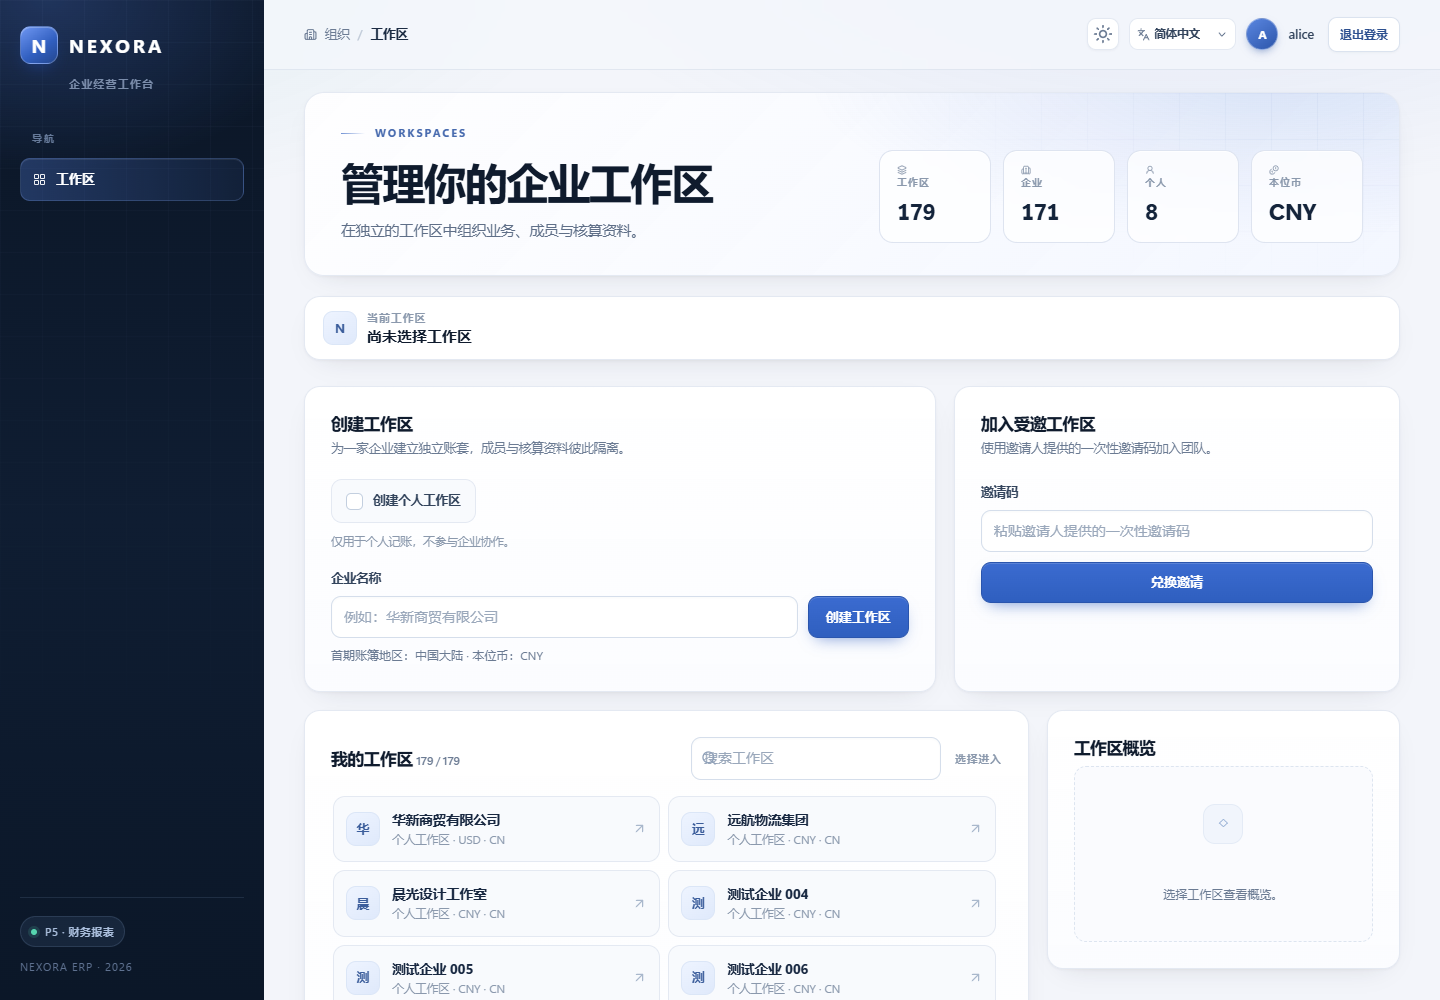 N NEXORA
企业经营工作台
导航
工作区
P5 · 财务报表
NEXORA ERP · 2026
组织 / 工作区
简体中文
A alice
退出登录
WORKSPACES
管理你的企业工作区
在独立的工作区中组织业务、成员与核算资料。
工作区
179
企业
171
个人
8
本位币
CNY
N
当前工作区
尚未选择工作区
创建工作区
为一家企业建立独立账套，成员与核算资料彼此隔离。
创建个人工作区
仅用于个人记账，不参与企业协作。
企业名称
例如：华新商贸有限公司
创建工作区
首期账簿地区：中国大陆 · 本位币：CNY
加入受邀工作区
使用邀请人提供的一次性邀请码加入团队。
邀请码
粘贴邀请人提供的一次性邀请码
兑换邀请
我的工作区 179 / 179
搜索工作区
选择进入
华
华新商贸有限公司
个人工作区 · USD · CN
远
远航物流集团
个人工作区 · CNY · CN
晨
晨光设计工作室
个人工作区 · CNY · CN
测
测试企业 004
个人工作区 · CNY · CN
测
测试企业 005
个人工作区 · CNY · CN
测
测试企业 006
个人工作区 · CNY · CN
工作区概览
选择工作区查看概览。